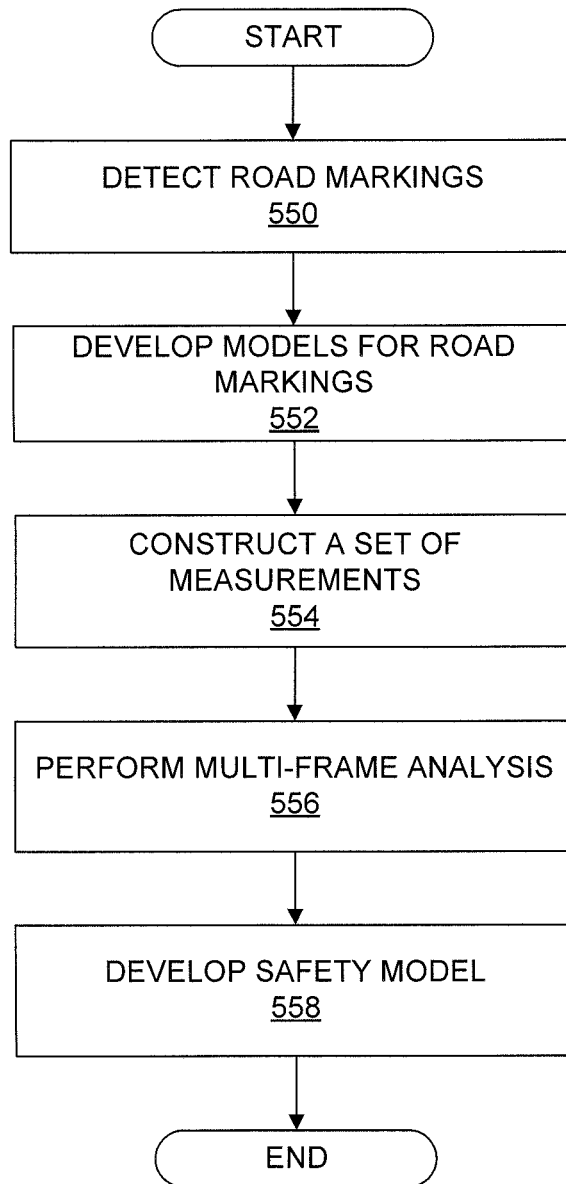 START
DETECT ROAD MARKINGS
550
DEVELOP MODELS FOR ROAD
MARKINGS
552
CONSTRUCT A SET OF
MEASUREMENTS
554
PERFORM MULTI-FRAME ANALYSIS
556
DEVELOP SAFETY MODEL
558
END